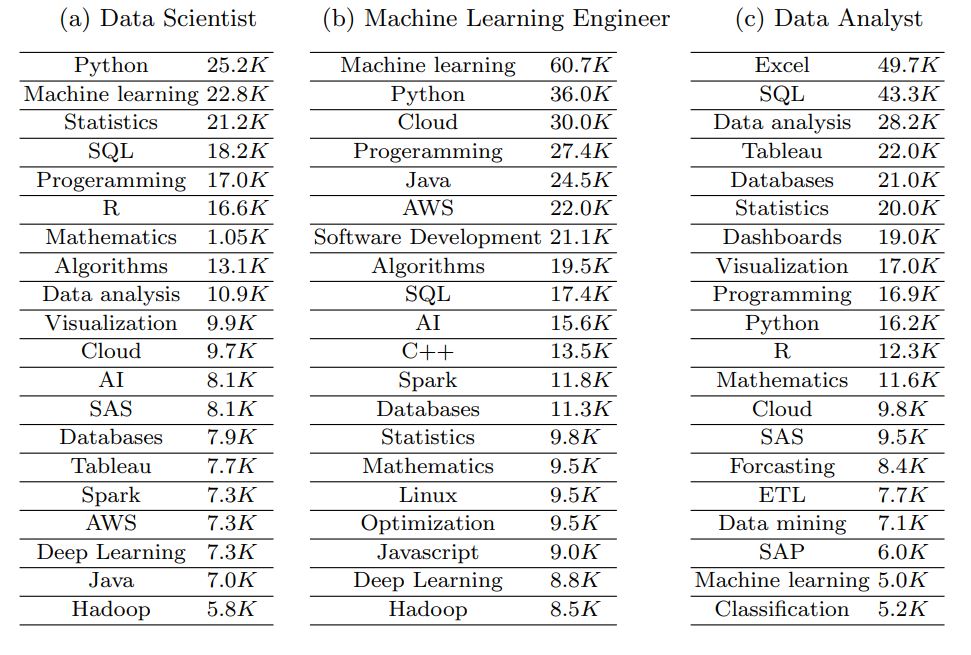 (a) Data Scientist
Python 25.2K
Machine learning 22.8K
Statistics 21.2K
SQL 18.2K
Progeramming 17.0K
R 16.6K
Mathematics 1.05K
Algorithms 13.1K
Data analysis 10.9K
Visualization 9.9K
Cloud 9.7K
AI 8.1K
SAS 8.1K
Databases 7.9K
Tableau 7.7K
Spark 7.3K
AWS 7.3K
Deep Learning 7.3K
Java 7.0K
Hadoop 5.8K
(b) Machine Learning Engineer
Machine learning 60.7K
Python 36.0K
Cloud 30.0K
Progeramming 27.4K
Java 24.5K
AWS 22.0K
Software Development 21.1K
Algorithms 19.5K
SQL 17.4K
AI 15.6K
C++ 13.5K
Spark 11.8K
Databases 11.3K
Statistics 9.8K
Mathematics 9.5K
Linux 9.5K
Optimization 9.5K
Javascript 9.0K
Deep Learning 8.8K
Hadoop 8.5K
(c) Data Analyst
Excel 49.7K
SQL 43.3K
Data analysis 28.2K
Tableau 22.0K
Databases 21.0K
Statistics 20.0K
Dashboards 19.0K
Visualization 17.0K
Programming 16.9K
Python 16.2K
R 12.3K
Mathematics 11.6K
Cloud 9.8K
SAS 9.5K
Forcasting 8.4K
ETL 7.7K
Data mining 7.1K
SAP 6.0K
Machine learning 5.0K
Classification 5.2K